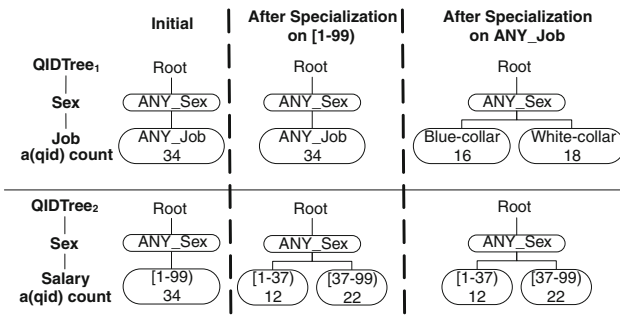 Initial
After Specialization
on [1-99)
After Specialization
on ANY_Job
QIDTree1
Root
Root
Root
Sex
ANY_Sex
ANY_Sex
ANY_Sex
Job
a(qid) count
ANY_Job
34
ANY_Job
34
Blue-collar
16
White-collar
18
QIDTree2
Root
Root
Root
Sex
ANY_Sex
ANY_Sex
ANY_Sex
Salary
a(qid) count
[1-99)
34
[1-37)
12
[37-99)
22
[1-37)
12
[37-99)
22